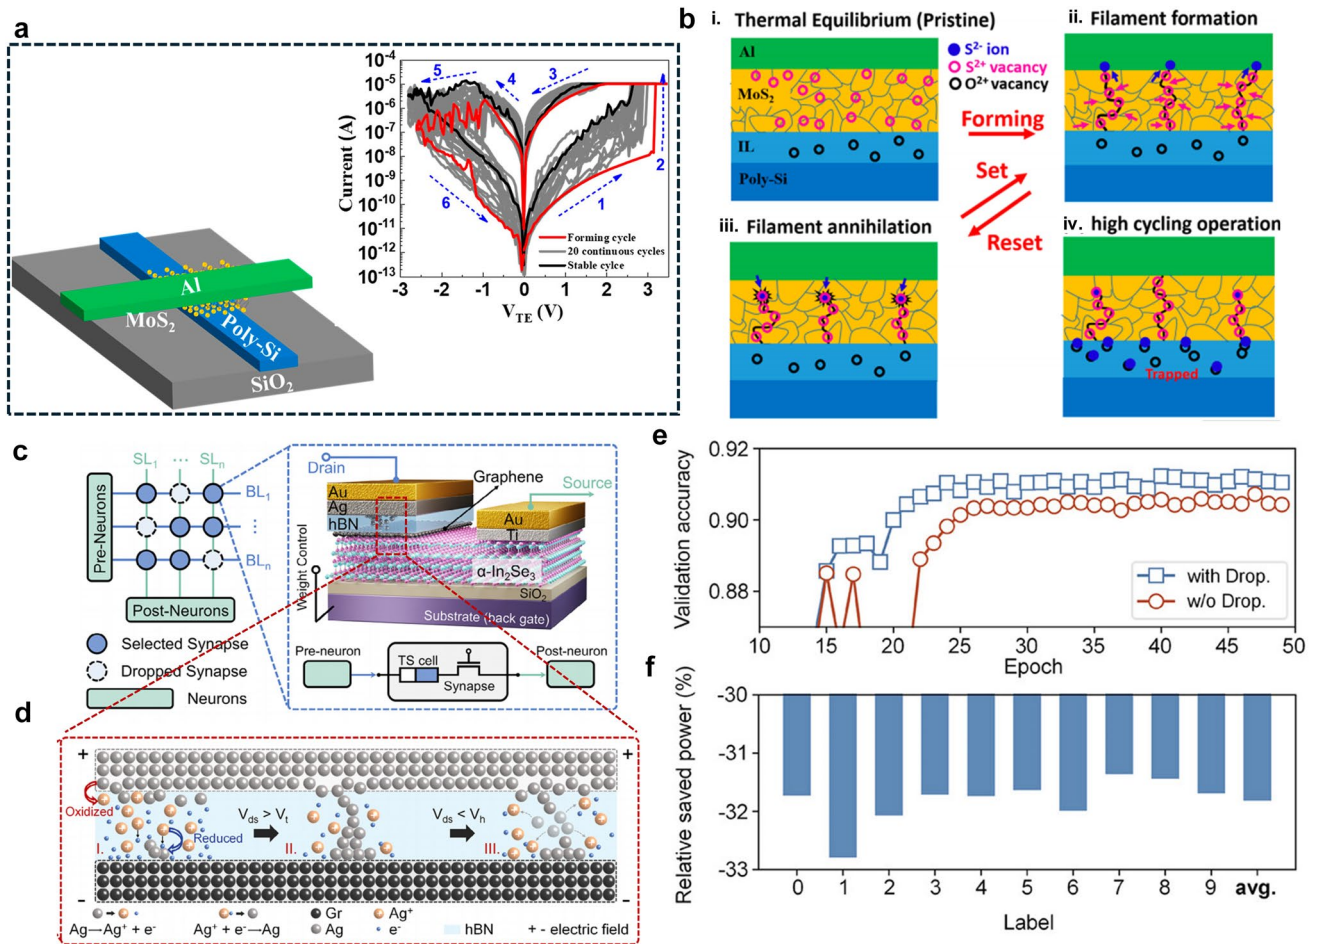 a
Current (A)
10⁻⁴
10⁻⁵
10⁻⁶
10⁻⁷
10⁻⁸
10⁻⁹
10⁻¹⁰
10⁻¹¹
10⁻¹²
10⁻¹³
5
4
3
2
6
1
Forming cycle
20 continuous cycles
Stable cylce
-3 -2 -1 0 1 2 3
V_TE (V)
Al
MoS₂
Poly-Si
SiO₂
b
i. Thermal Equilibrium (Pristine)
Al
MoS₂
IL
Poly-Si
S²⁻ ion
S²⁺ vacancy
O²⁺ vacancy
Forming
Set
Reset
ii. Filament formation
iii. Filament annihilation
iv. high cycling operation
Trapped
c
SL₁ ... SLₙ
BL₁
⋮
BLₙ
Pre-Neurons
Post-Neurons
Selected Synapse
Dropped Synapse
Neurons
Drain
Graphene
Source
Au
Ag
hBN
Au
Ti
α-In₂Se₃
SiO₂
Substrate (back gate)
Weight Control
Pre-neuron
TS cell
Synapse
Post-neuron
d
+ +
Oxidized
Reduced
I.
V_ds > V_t
II.
V_ds < V_h
III.
- -
Ag→Ag⁺ + e⁻
Ag⁺ + e⁻→Ag
Gr
Ag⁺
Ag
e⁻
hBN
+ - electric field
e
Validation accuracy
0.92
0.90
0.88
with Drop.
w/o Drop.
10 15 20 25 30 35 40 45 50
Epoch
f
Relative saved power (%)
-30
-31
-32
-33
0 1 2 3 4 5 6 7 8 9 avg.
Label